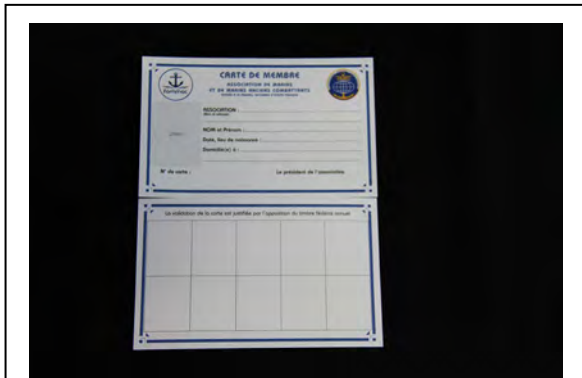 CARTE DE MEMBRE
ASSOCIATION DE MARINS
ET DE MARINS ANCIENS COMBATTANTS
ASSOCIATION :
NOM et Prénom :
Date, lieu de naissance :
Domicilié(e) à :
N° de carte :
Le président de l'association
La validation de la carte est justifiée par l'apposition du timbre fédéral annuel